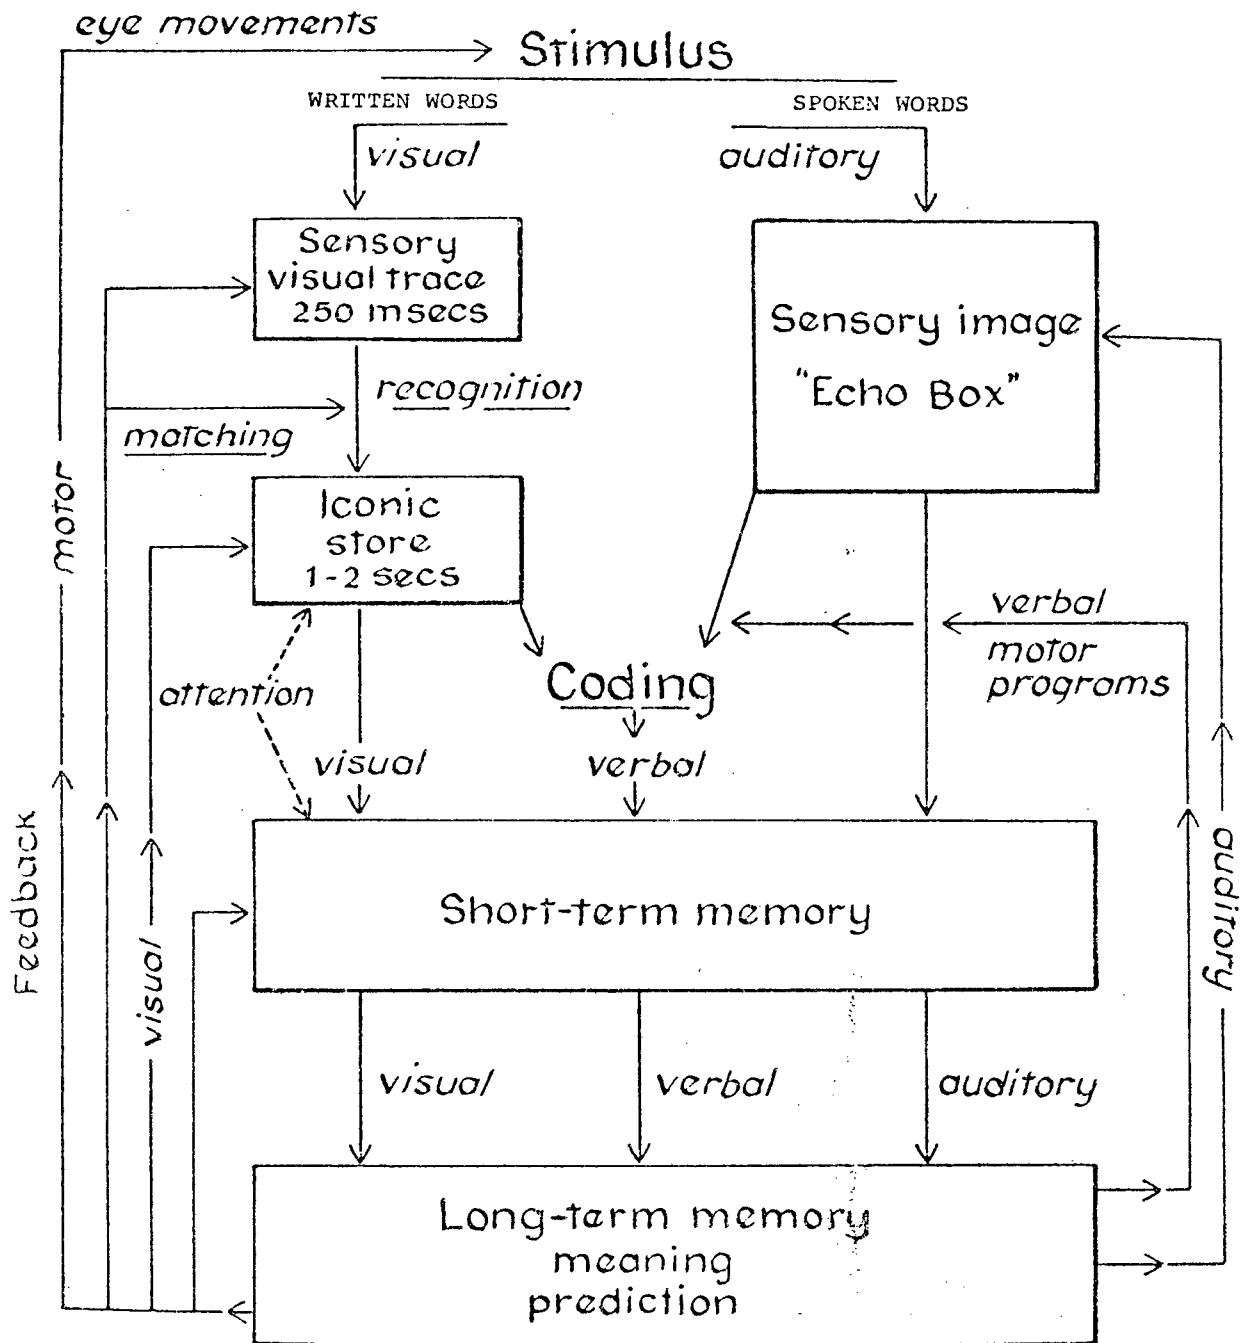 eye movements
Stimulus
WRITTEN WORDS
SPOKEN WORDS
visual
auditory
Sensory
visual trace
250 msecs
Sensory image
"Echo Box"
recognition
matching
motor
Iconic
store
1-2 secs
verbal
motor
programs
Coding
attention
visual
verbal
Feedback
auditory
Short-term memory
visual
visual
verbal
auditory
Long-term memory
meaning
prediction